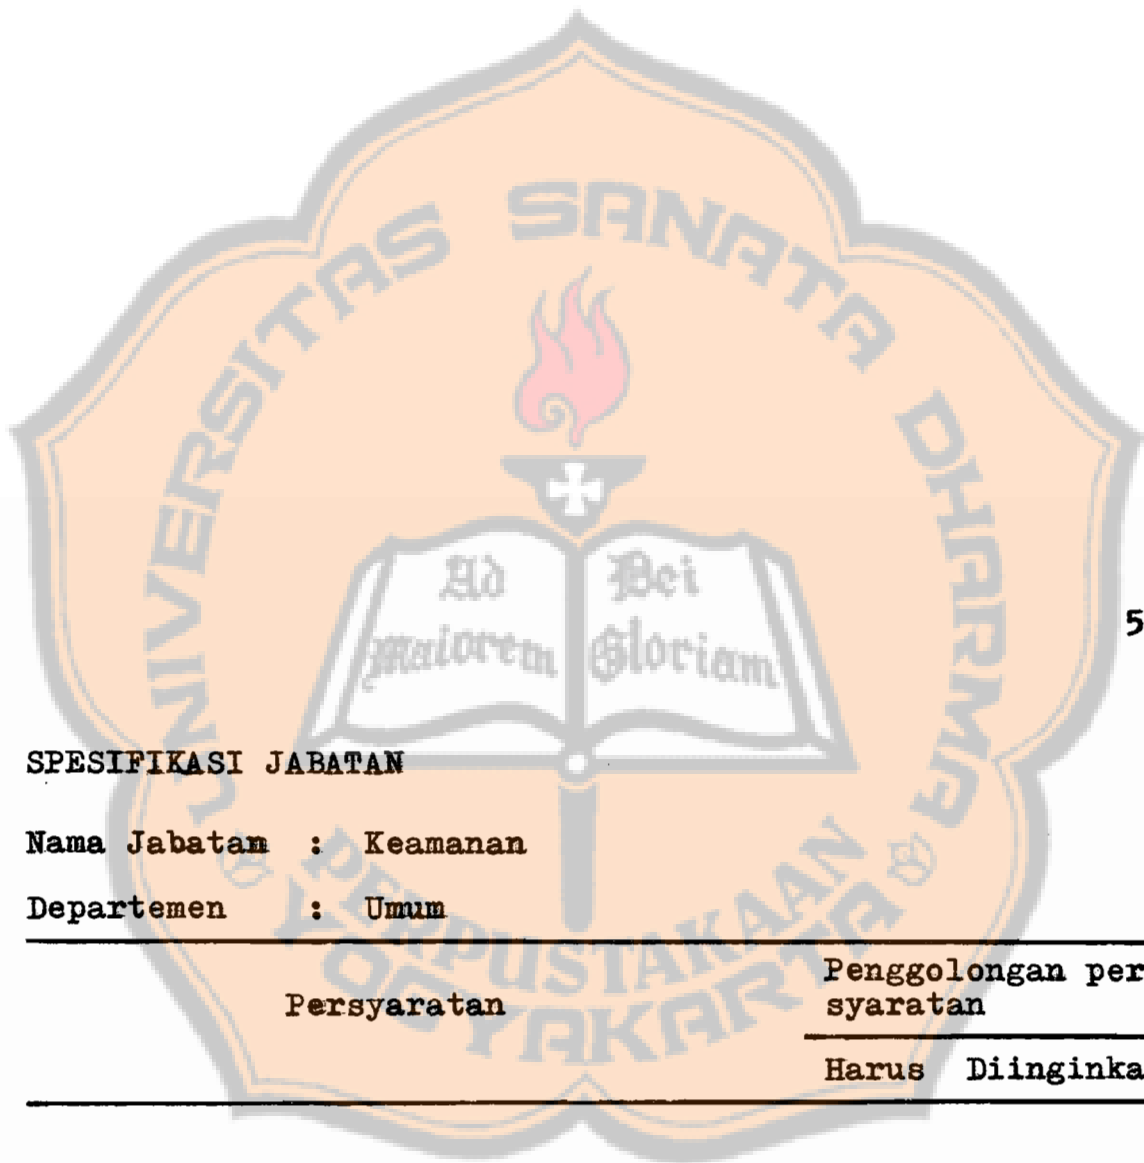 UNIVERSITAS SANATA DHARMA
Ad Dei
maiorem Gloriam
PERPUSTAKAAN
YOGYAKARTA
5
SPESIFIKASI JABATAN
Nama Jabatan : Keamanan
Departemen : Umum
Persyaratan
Penggolongan per
syaratan
Harus Diinginka